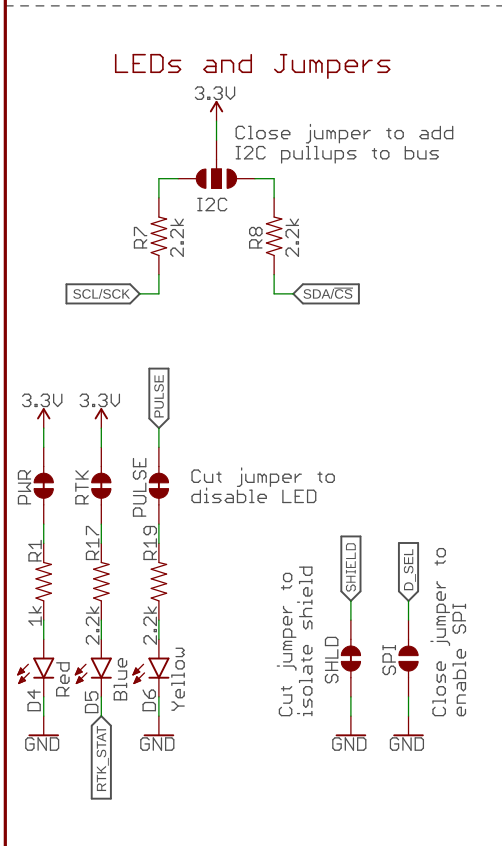 LEDs and Jumpers
3.3V
Close jumper to add
I2C pullups to bus
I2C
R7
2.2k
R8
2.2k
SCL/SCK
SDA/CS
PULSE
3.3V
3.3V
PWR
RTK
PULSE
Cut jumper to
disable LED
R1
1k
R17
2.2k
R19
2.2k
D4
Red
D5
Blue
D6
Yellow
GND
RTK_STAT
GND
SHIELD
D_SEL
Cut jumper to
isolate shield
SHLD
SPI
Close jumper to
enable SPI
GND
GND